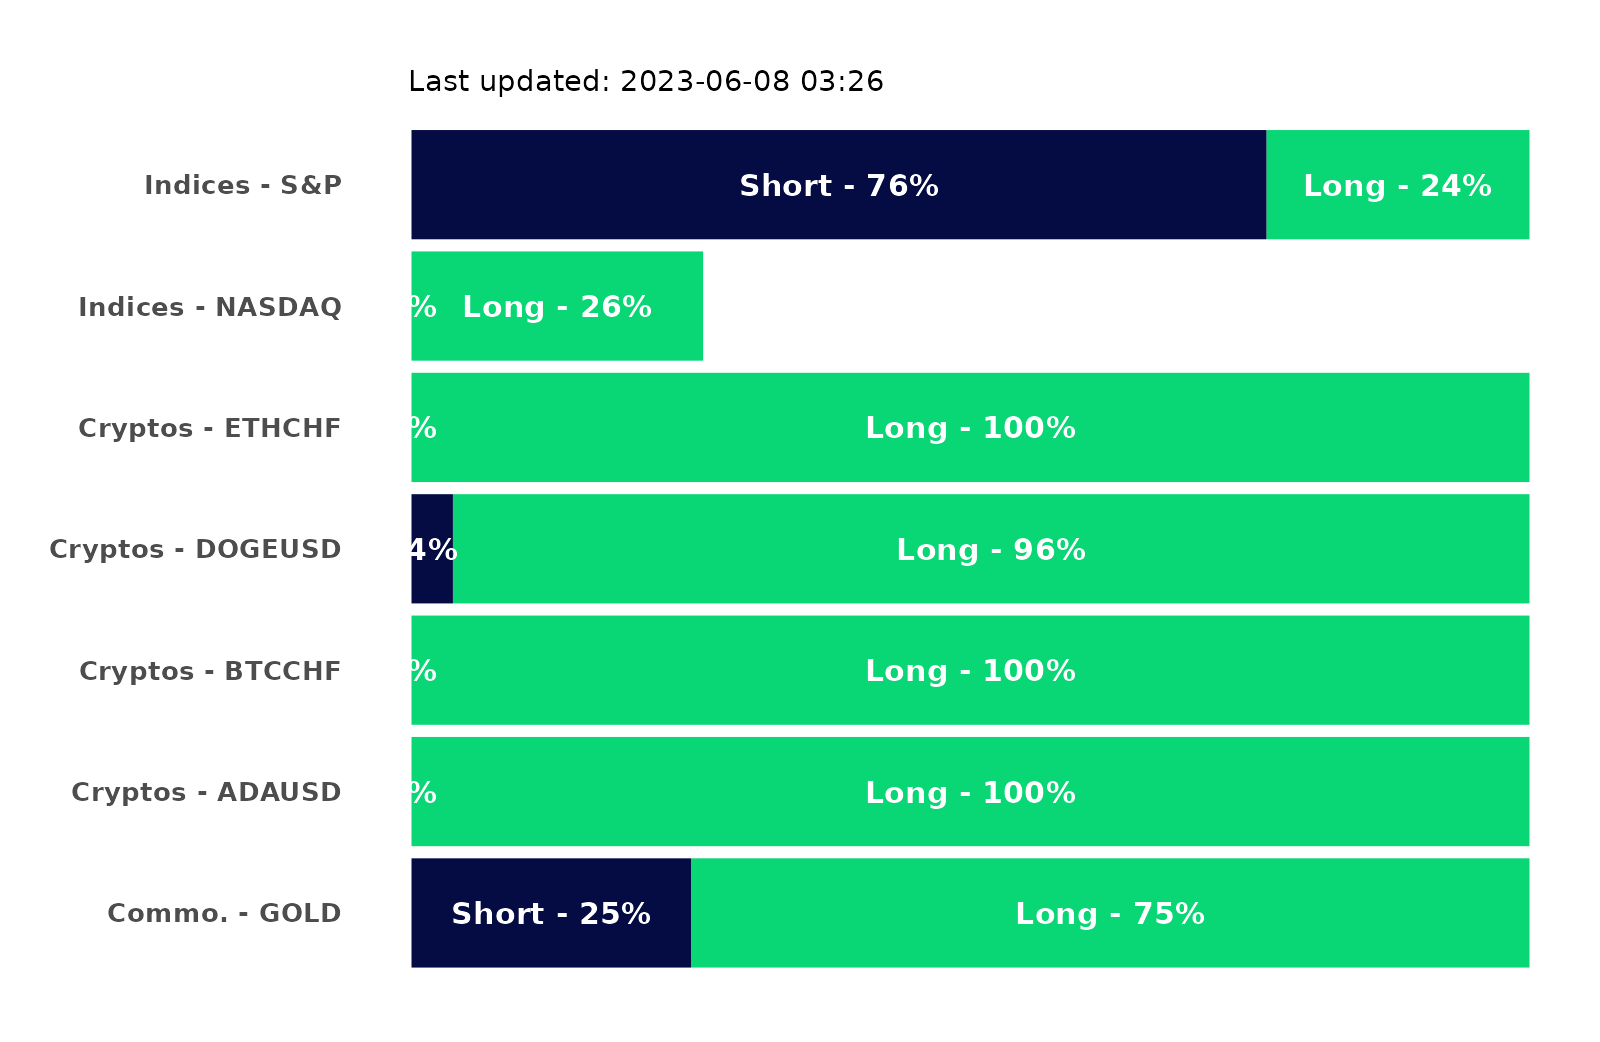 Last updated: 2023-06-08 03:26
Indices - S&P Short - 76% Long - 24%
Indices - NASDAQ % Long - 26%
Cryptos - ETHCHF % Long - 100%
Cryptos - DOGEUSD 4% Long - 96%
Cryptos - BTCCHF % Long - 100%
Cryptos - ADAUSD % Long - 100%
Commo. - GOLD Short - 25% Long - 75%